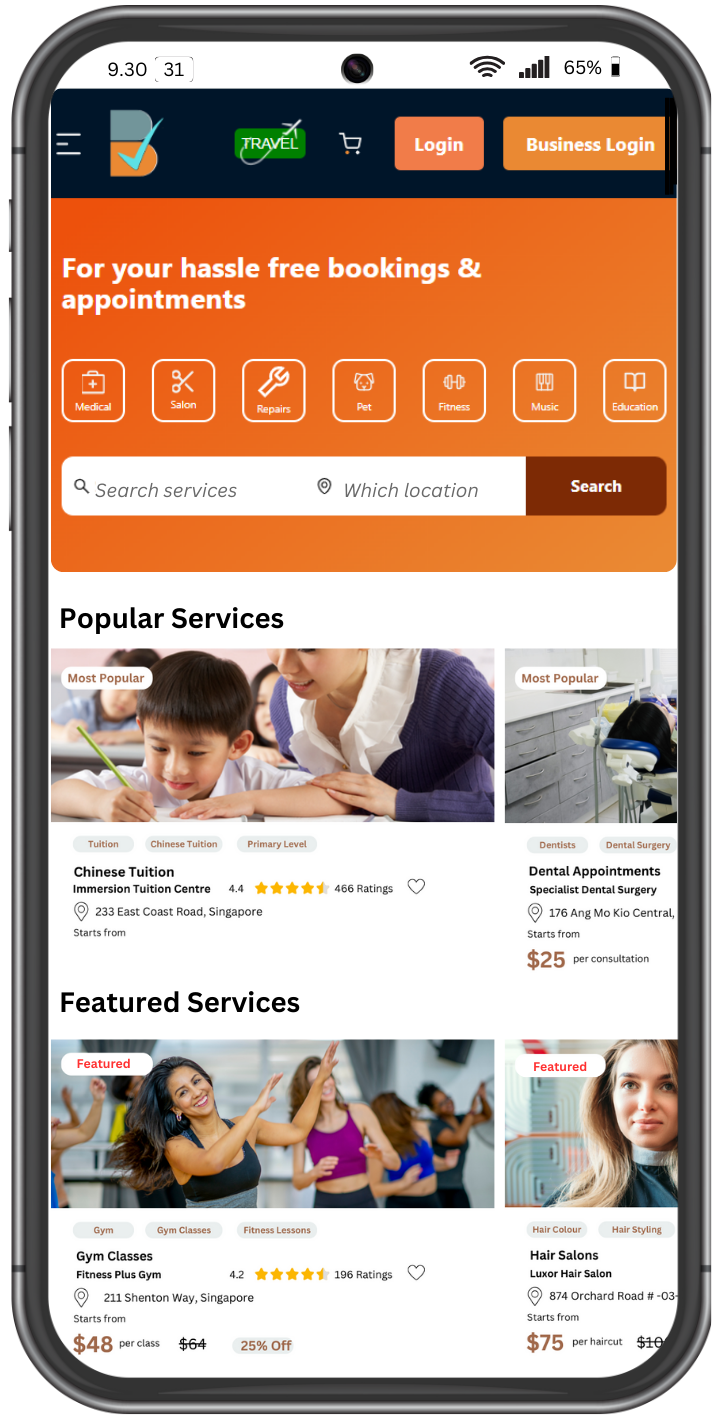 9.30 31 65%
TRAVEL Login Business Login
For your hassle free bookings &
appointments
Medical Salon Repairs Pet Fitness Music Education
Search services Which location Search
Popular Services
Most Popular Most Popular
Tuition Chinese Tuition Primary Level Dentists Dental Surgery
Chinese Tuition Dental Appointments
Immersion Tuition Centre 4.4 466 Ratings Specialist Dental Surgery
233 East Coast Road, Singapore 176 Ang Mo Kio Central,
Starts from Starts from
$25 per consultation
Featured Services
Featured Featured
Gym Gym Classes Fitness Lessons Hair Colour Hair Styling
Gym Classes Hair Salons
Fitness Plus Gym 4.2 196 Ratings Luxor Hair Salon
211 Shenton Way, Singapore 874 Orchard Road # -03-
Starts from Starts from
$48 per class $64 25% Off $75 per haircut